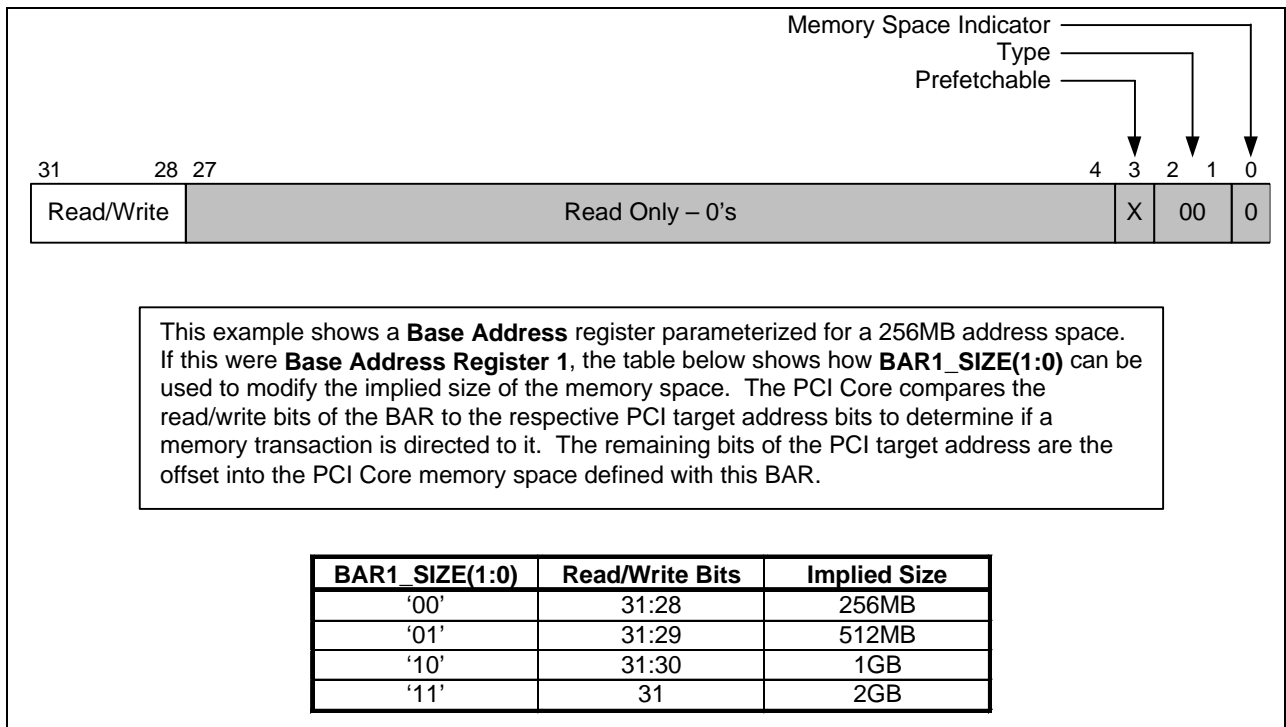 Memory Space Indicator
Type
Prefetchable
31 28 27 4 3 2 1 0
Read/Write Read Only – 0's X 00 0
This example shows a Base Address register parameterized for a 256MB address space.
If this were Base Address Register 1, the table below shows how BAR1_SIZE(1:0) can be
used to modify the implied size of the memory space. The PCI Core compares the
read/write bits of the BAR to the respective PCI target address bits to determine if a
memory transaction is directed to it. The remaining bits of the PCI target address are the
offset into the PCI Core memory space defined with this BAR.
BAR1_SIZE(1:0) Read/Write Bits Implied Size
‘00’ 31:28 256MB
‘01’ 31:29 512MB
‘10’ 31:30 1GB
‘11’ 31 2GB